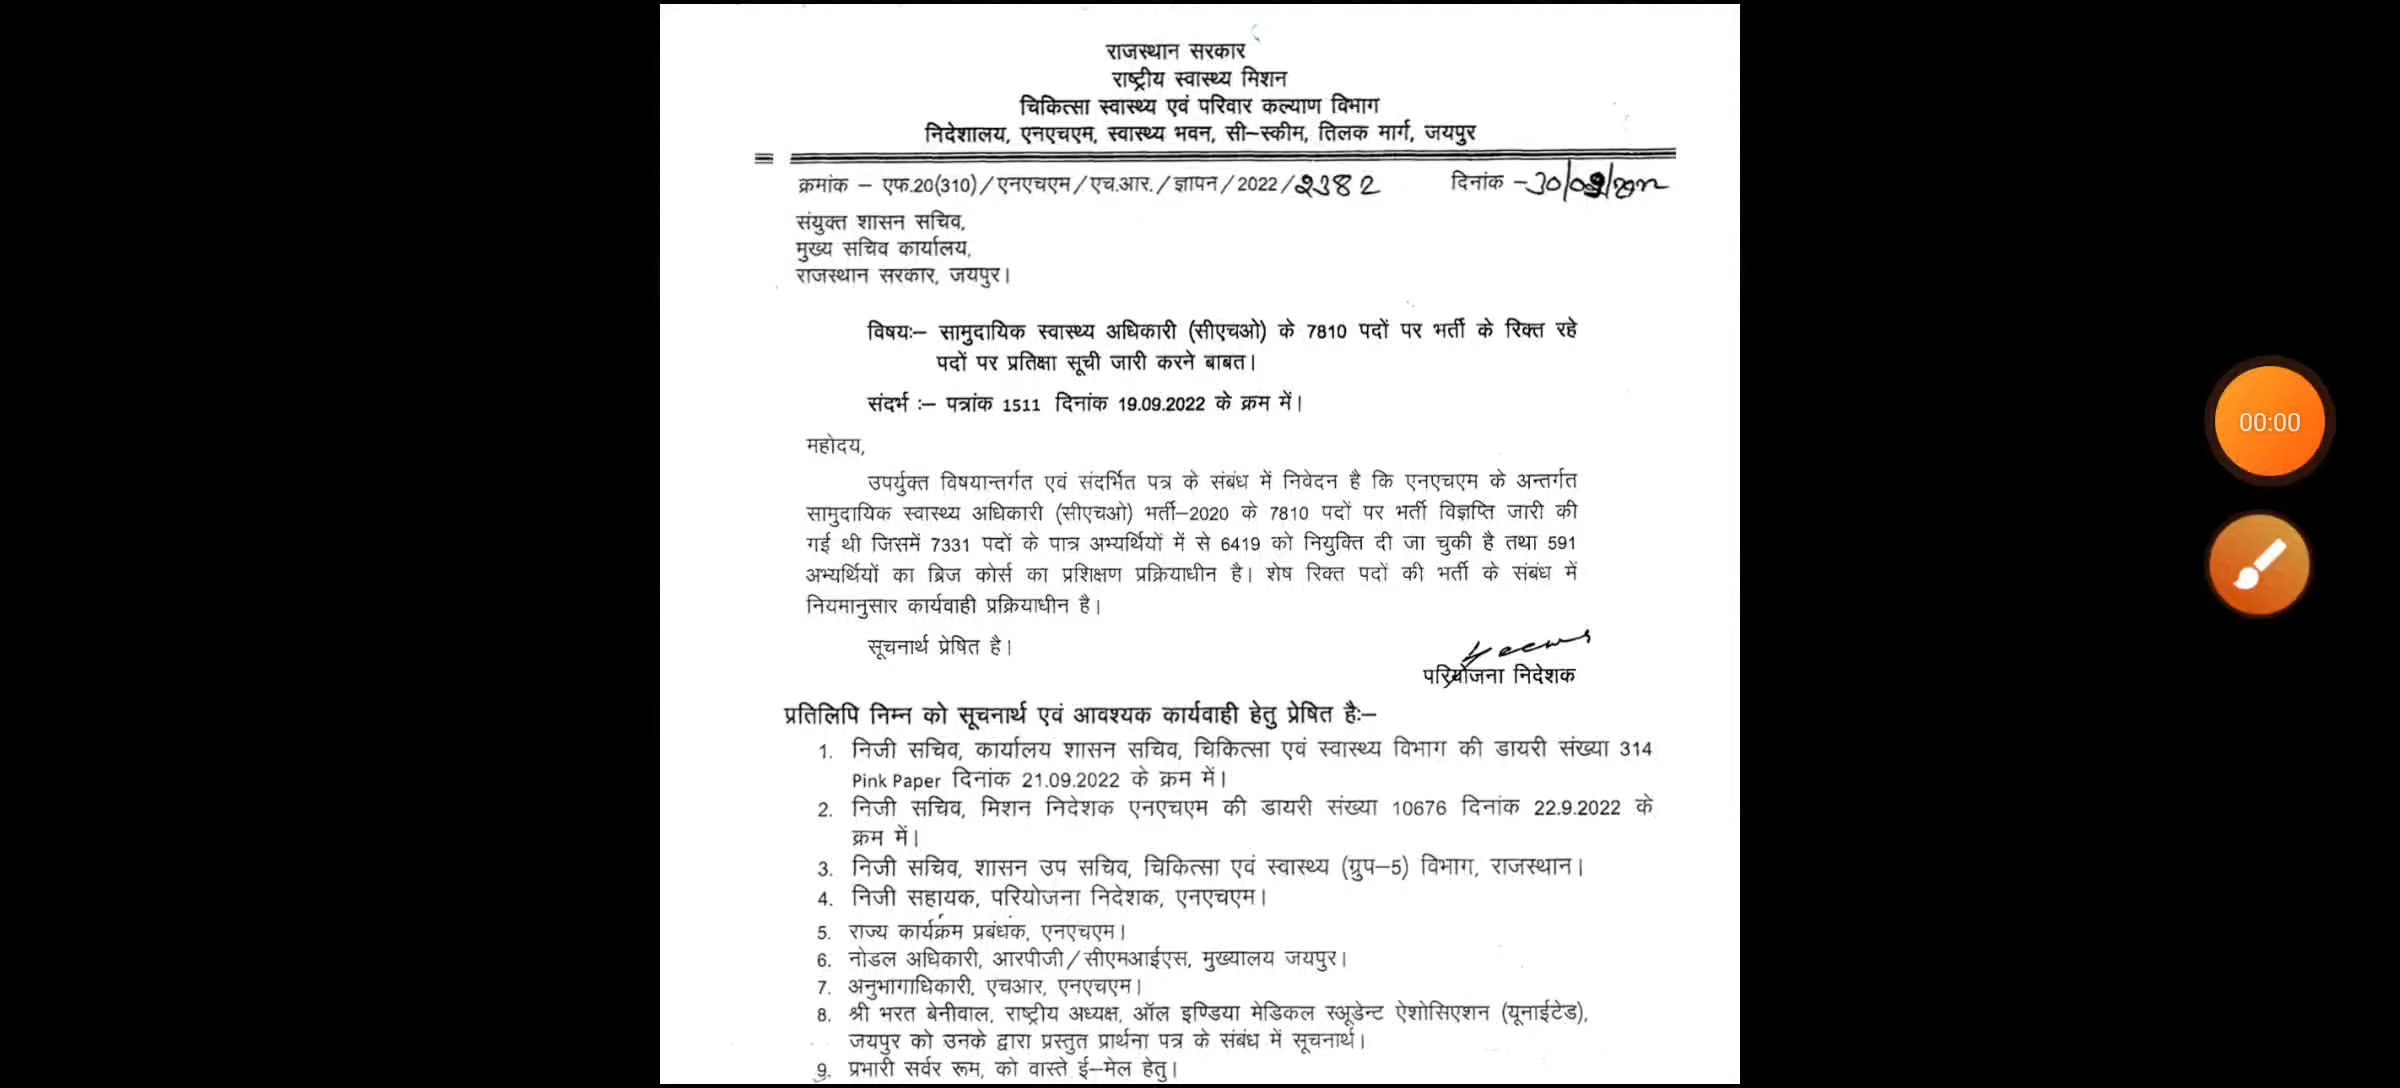 राजस्थान सरकार
राष्ट्रीय स्वास्थ्य मिशन
चिकित्सा स्वास्थ्य एवं परिवार कल्याण विभाग
निदेशालय, एनएचएम, स्वास्थ्य भवन, सी–स्कीम, तिलक मार्ग, जयपुर
क्रमांक – एफ.20(310)/एनएचएम/एच.आर./ज्ञापन/2022/2382 दिनांक –30/09/2022
संयुक्त शासन सचिव,
मुख्य सचिव कार्यालय,
राजस्थान सरकार, जयपुर।
विषयः– सामुदायिक स्वास्थ्य अधिकारी (सीएचओ) के 7810 पदों पर भर्ती के रिक्त रहे
पदों पर प्रतिक्षा सूची जारी करने बाबत।
संदर्भ :– पत्रांक 1511 दिनांक 19.09.2022 के क्रम में।
महोदय,
उपर्युक्त विषयान्तर्गत एवं संदर्भित पत्र के संबंध में निवेदन है कि एनएचएम के अन्तर्गत
सामुदायिक स्वास्थ्य अधिकारी (सीएचओ) भर्ती–2020 के 7810 पदों पर भर्ती विज्ञप्ति जारी की
गई थी जिसमें 7331 पदों के पात्र अभ्यर्थियों में से 6419 को नियुक्ति दी जा चुकी है तथा 591
अभ्यर्थियों का ब्रिज कोर्स का प्रशिक्षण प्रक्रियाधीन है। शेष रिक्त पदों की भर्ती के संबंध में
नियमानुसार कार्यवाही प्रक्रियाधीन है।
सूचनार्थ प्रेषित है।
परियोजना निदेशक
प्रतिलिपि निम्न को सूचनार्थ एवं आवश्यक कार्यवाही हेतु प्रेषित हैः–
1. निजी सचिव, कार्यालय शासन सचिव, चिकित्सा एवं स्वास्थ्य विभाग की डायरी संख्या 314
Pink Paper दिनांक 21.09.2022 के क्रम में।
2. निजी सचिव, मिशन निदेशक एनएचएम की डायरी संख्या 10676 दिनांक 22.9.2022 के
क्रम में।
3. निजी सचिव, शासन उप सचिव, चिकित्सा एवं स्वास्थ्य (ग्रुप–5) विभाग, राजस्थान।
4. निजी सहायक, परियोजना निदेशक, एनएचएम।
5. राज्य कार्यक्रम प्रबंधक, एनएचएम।
6. नोडल अधिकारी, आरपीजी/सीएमआईएस, मुख्यालय जयपुर।
7. अनुभागाधिकारी, एचआर, एनएचएम।
8. श्री भरत बेनीवाल, राष्ट्रीय अध्यक्ष, ऑल इण्डिया मेडिकल स्अूडेन्ट ऐशोसिएशन (यूनाईटेड),
जयपुर को उनके द्वारा प्रस्तुत प्रार्थना पत्र के संबंध में सूचनार्थ।
9. प्रभारी सर्वर रूम, को वास्ते ई–मेल हेतु।
00:00